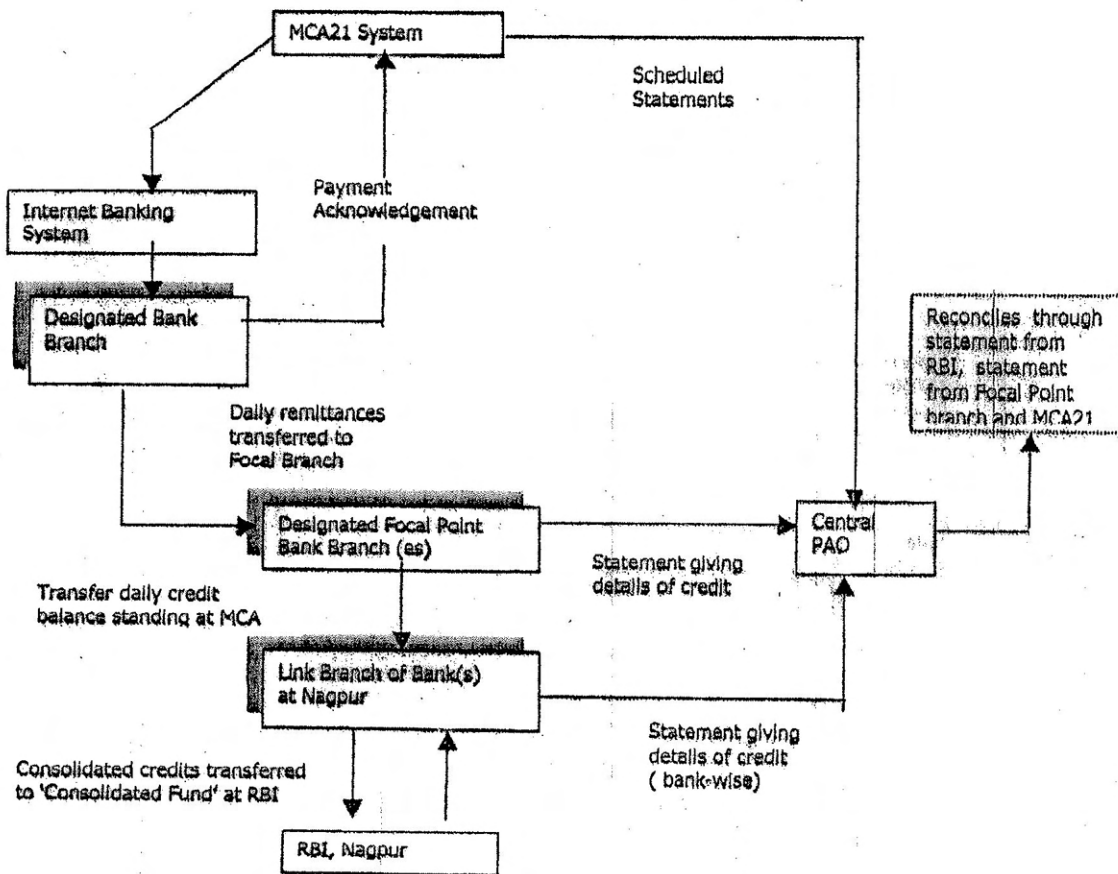 MCA21 System
Scheduled
Statements
Payment
Acknowledgement
Internet Banking
System
Designated Bank
Branch
Reconciles through
statement from
RBI, statement
from Focal Point
branch and MCA21
Daily remittances
transferred to
Focal Branch
Designated Focal Point
Bank Branch (es)
Central
PAO
Statement giving
details of credit
Transfer daily credit
balance standing at MCA
Link Branch of Bank(s)
at Nagpur
Statement giving
details of credit
( bank-wise)
Consolidated credits transferred
to 'Consolidated Fund' at RBI
RBI, Nagpur